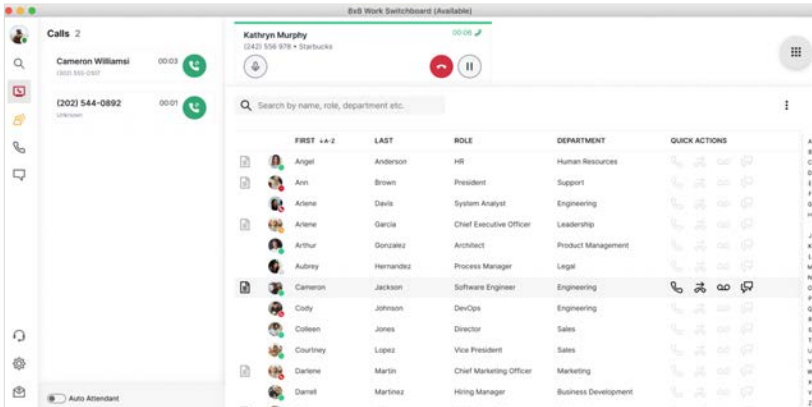 8x8 Work Switchboard (Available)
Calls 2
Cameron Williamsi 00:03
(202) 544-0892 00:01
Unknown
Auto Attendant
Kathryn Murphy 00:06
(242) 556 978 • Starbucks
Search by name, role, department etc.
FIRST ↓A-Z LAST ROLE DEPARTMENT QUICK ACTIONS
Angel Anderson HR Human Resources
Ann Brown President Support
Arlene Davis System Analyst Engineering
Arlene Garcia Chief Executive Officer Leadership
Arthur Gonzalez Architect Product Management
Aubrey Hernandez Process Manager Legal
Cameron Jackson Software Engineer Engineering
Cody Johnson DevOps Engineering
Colleen Jones Director Sales
Courtney Lopez Vice President Sales
Darlene Martin Chief Marketing Officer Marketing
Darrell Martinez Hiring Manager Business Development